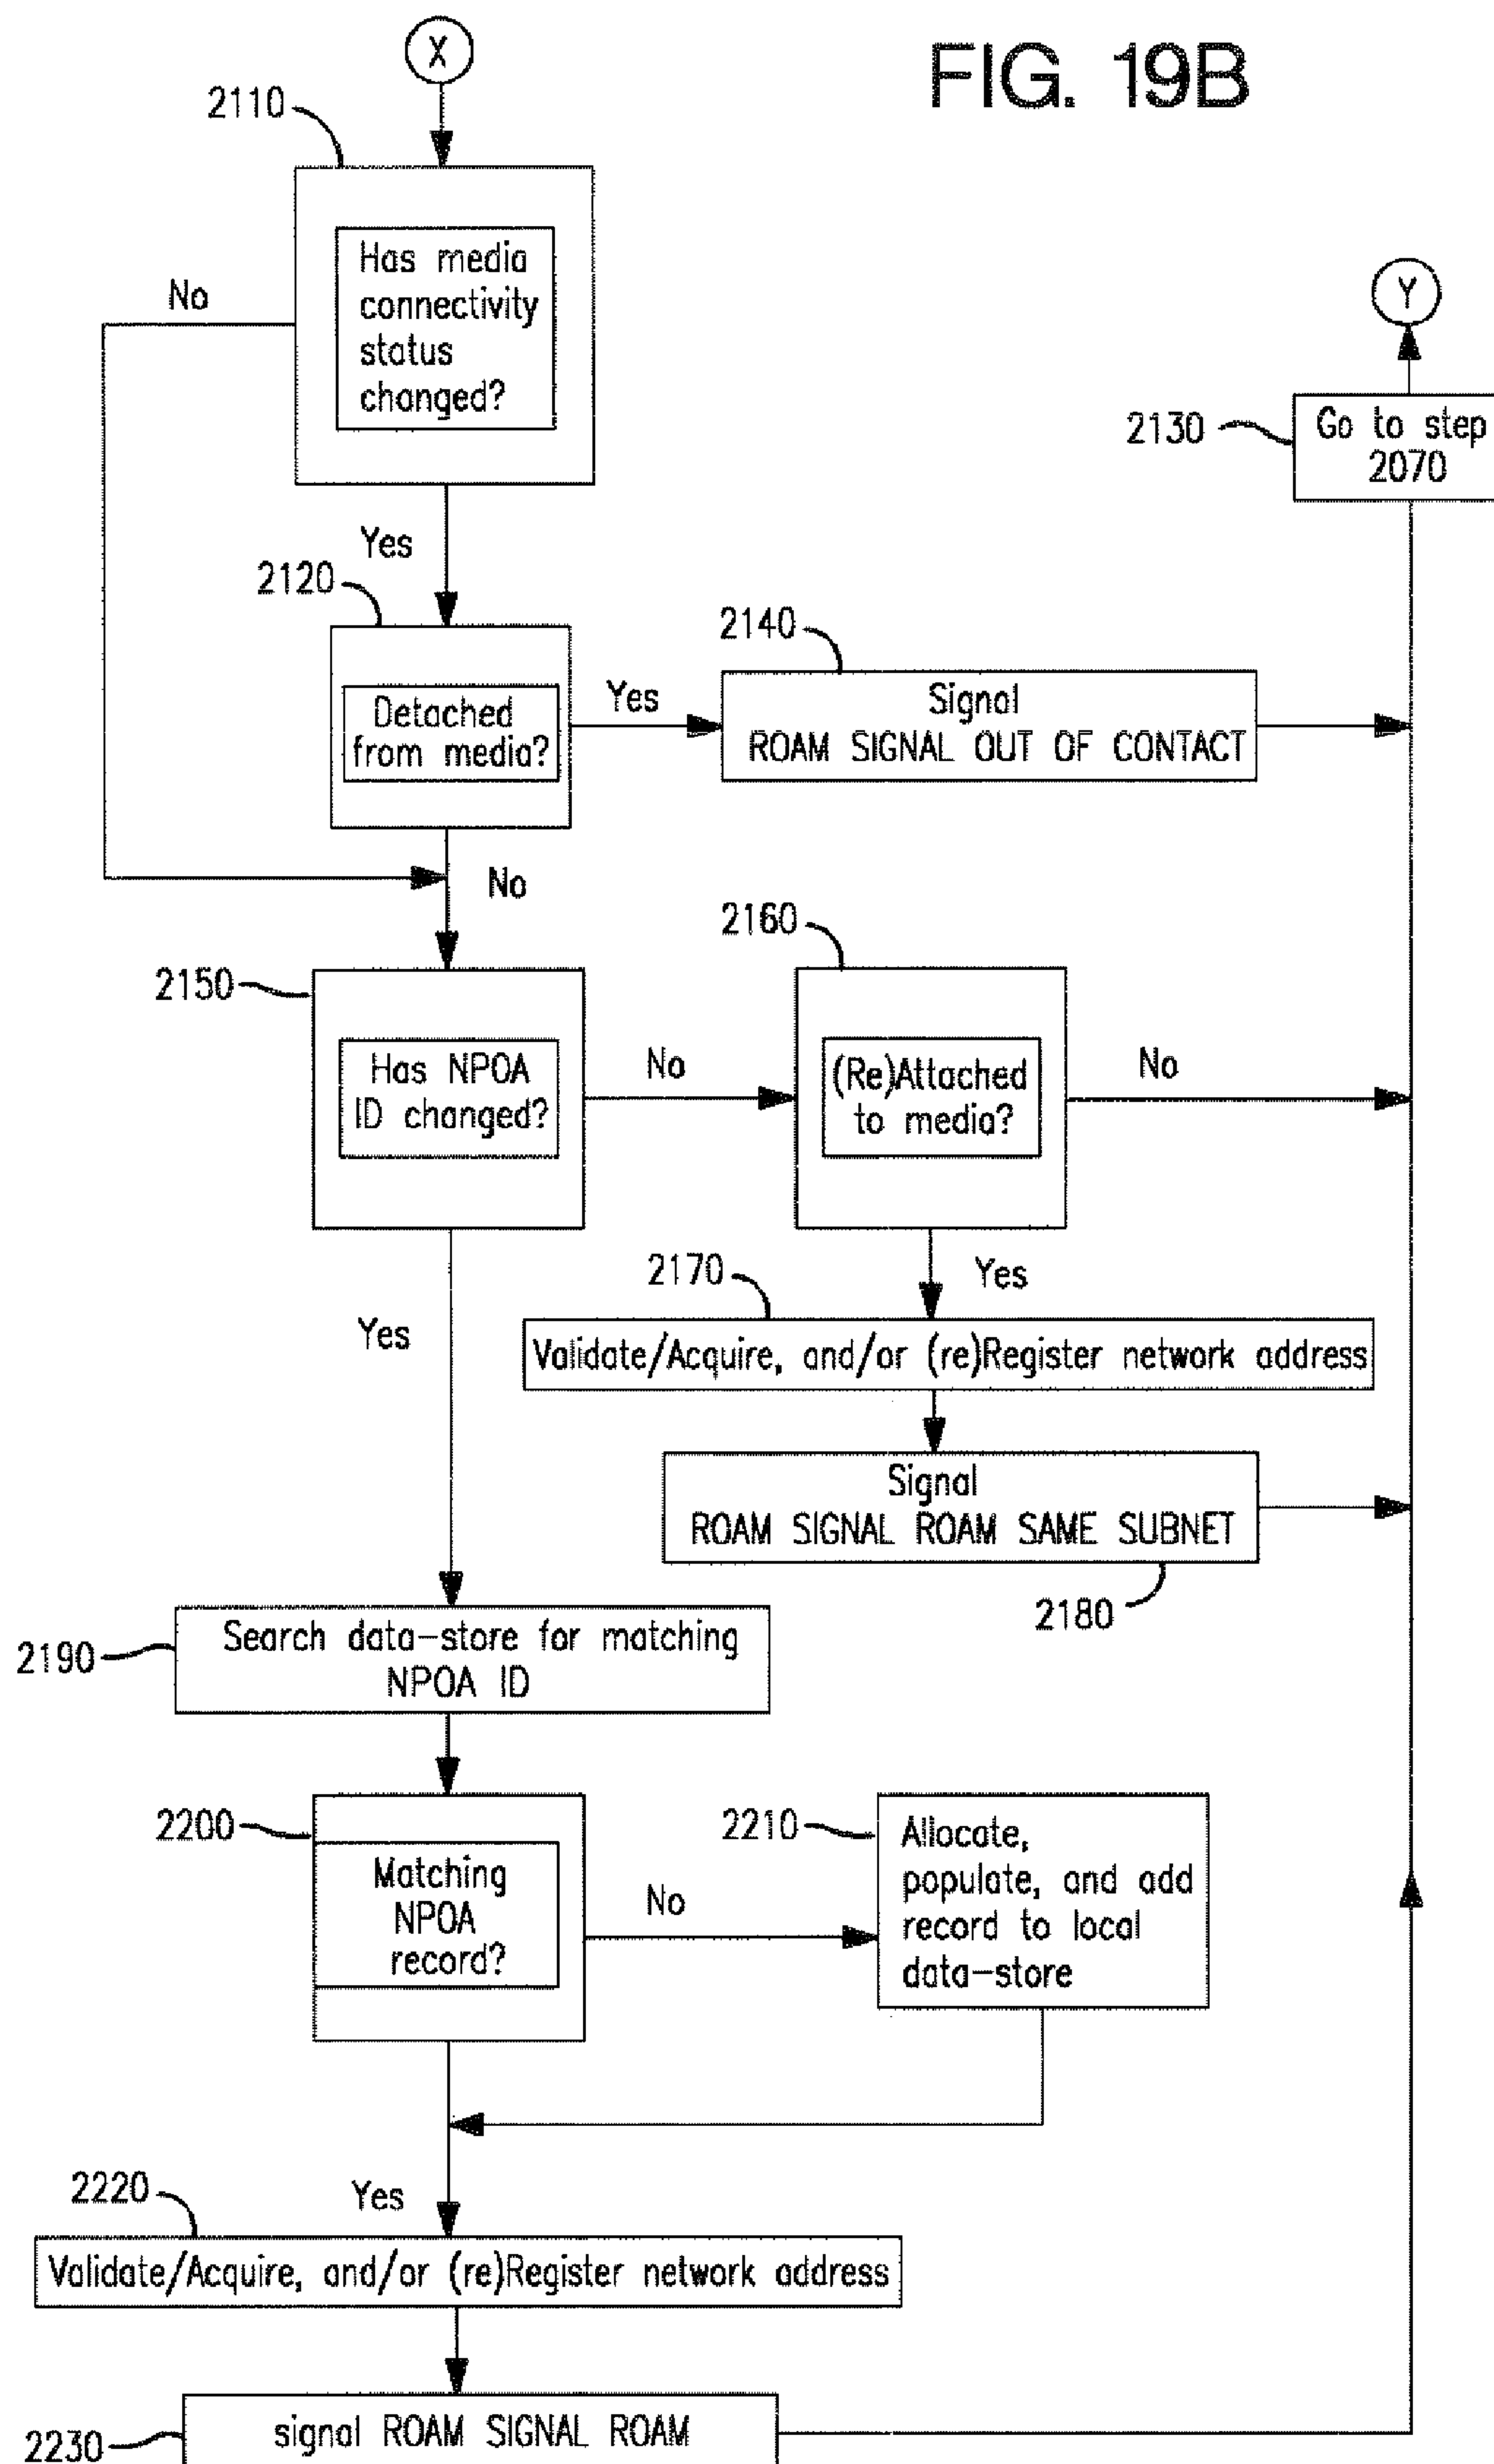 X
FIG. 19B
2110
Has media
connectivity
status
changed?
No
Y
2130
Go to step
2070
Yes
2120
Detached
from media?
Yes
2140
Signal
ROAM SIGNAL OUT OF CONTACT
No
2150
Has NPOA
ID changed?
No
2160
(Re)Attached
to media?
No
Yes
2170
Validate/Acquire, and/or (re)Register network address
Signal
ROAM SIGNAL ROAM SAME SUBNET
2180
Yes
2190
Search data-store for matching
NPOA ID
2200
Matching
NPOA
record?
No
2210
Allocate,
populate, and add
record to local
data-store
Yes
2220
Validate/Acquire, and/or (re)Register network address
2230
signal ROAM SIGNAL ROAM